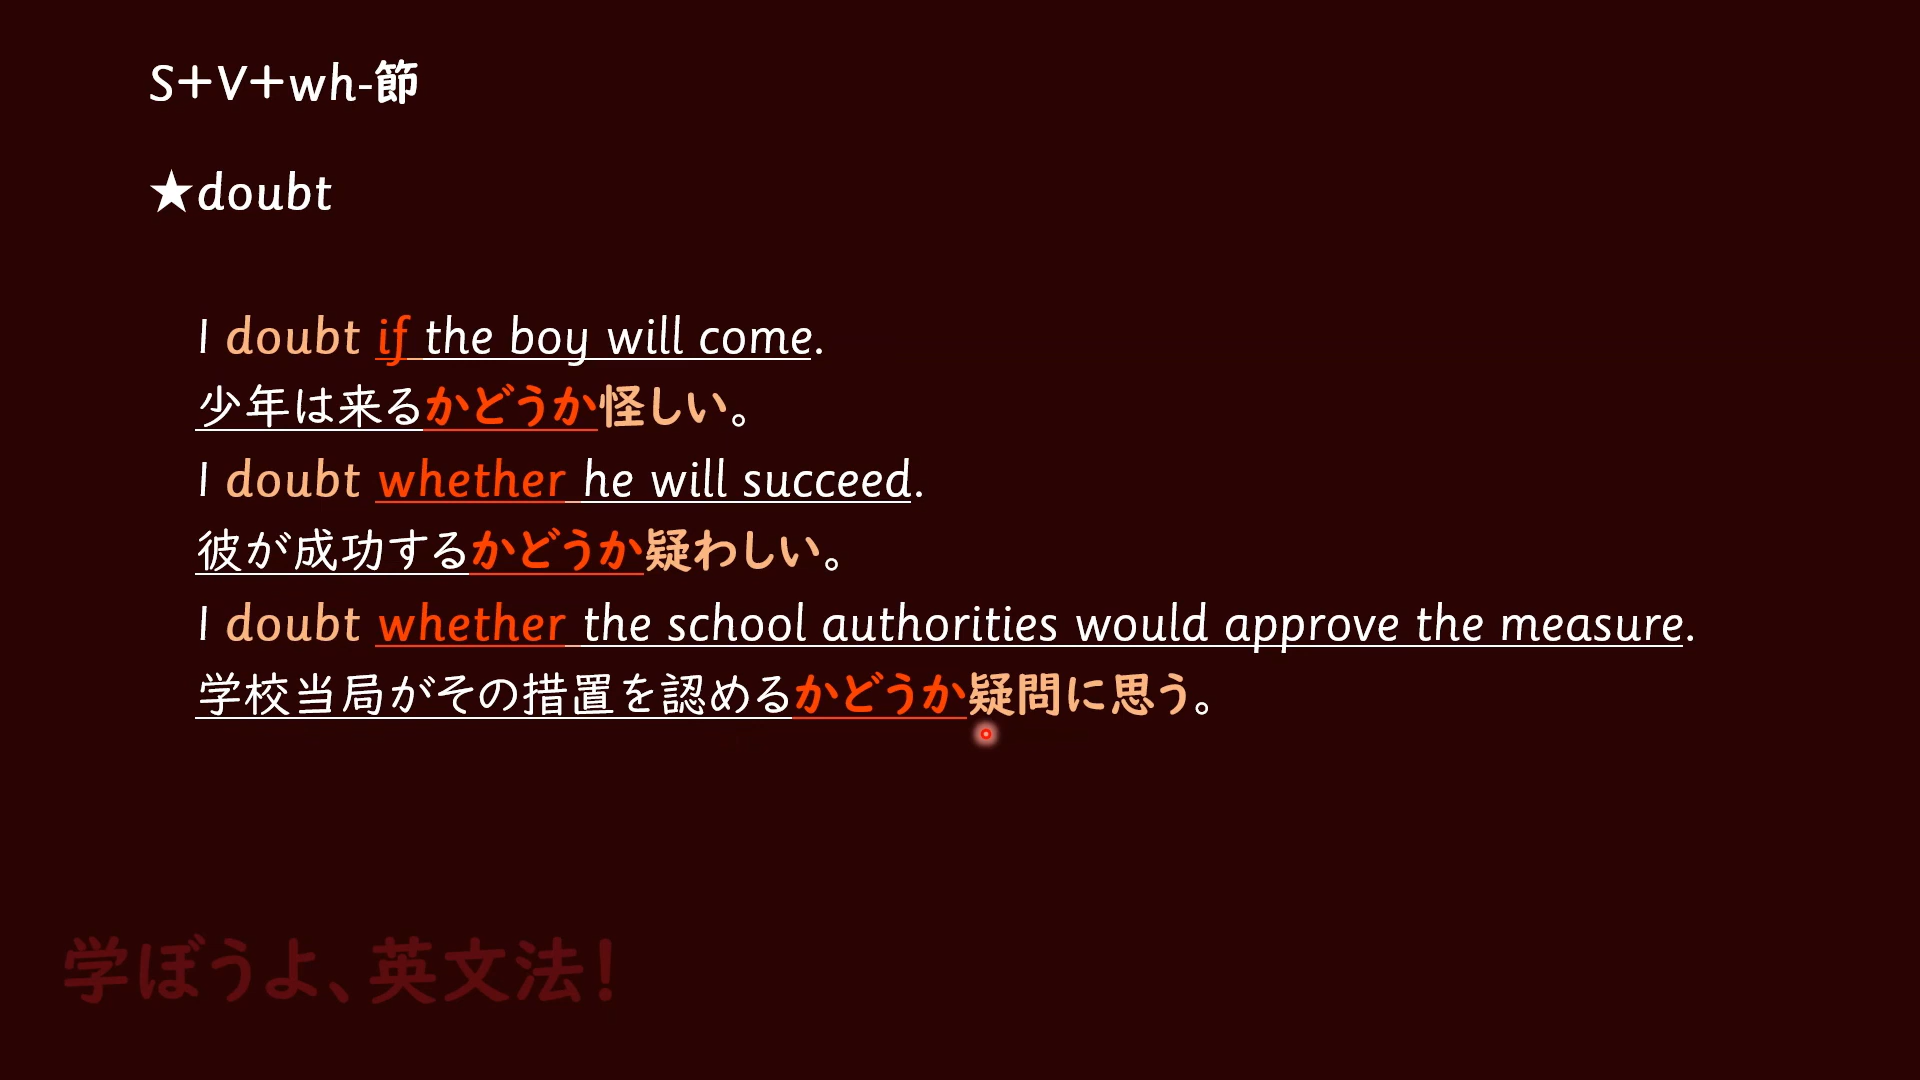 S+V+wh-節
★doubt
I doubt if the boy will come.
少年は来るかどうか怪しい。
I doubt whether he will succeed.
彼が成功するかどうか疑わしい。
I doubt whether the school authorities would approve the measure.
学校当局がその措置を認めるかどうか疑問に思う。
学ぼうよ、英文法!